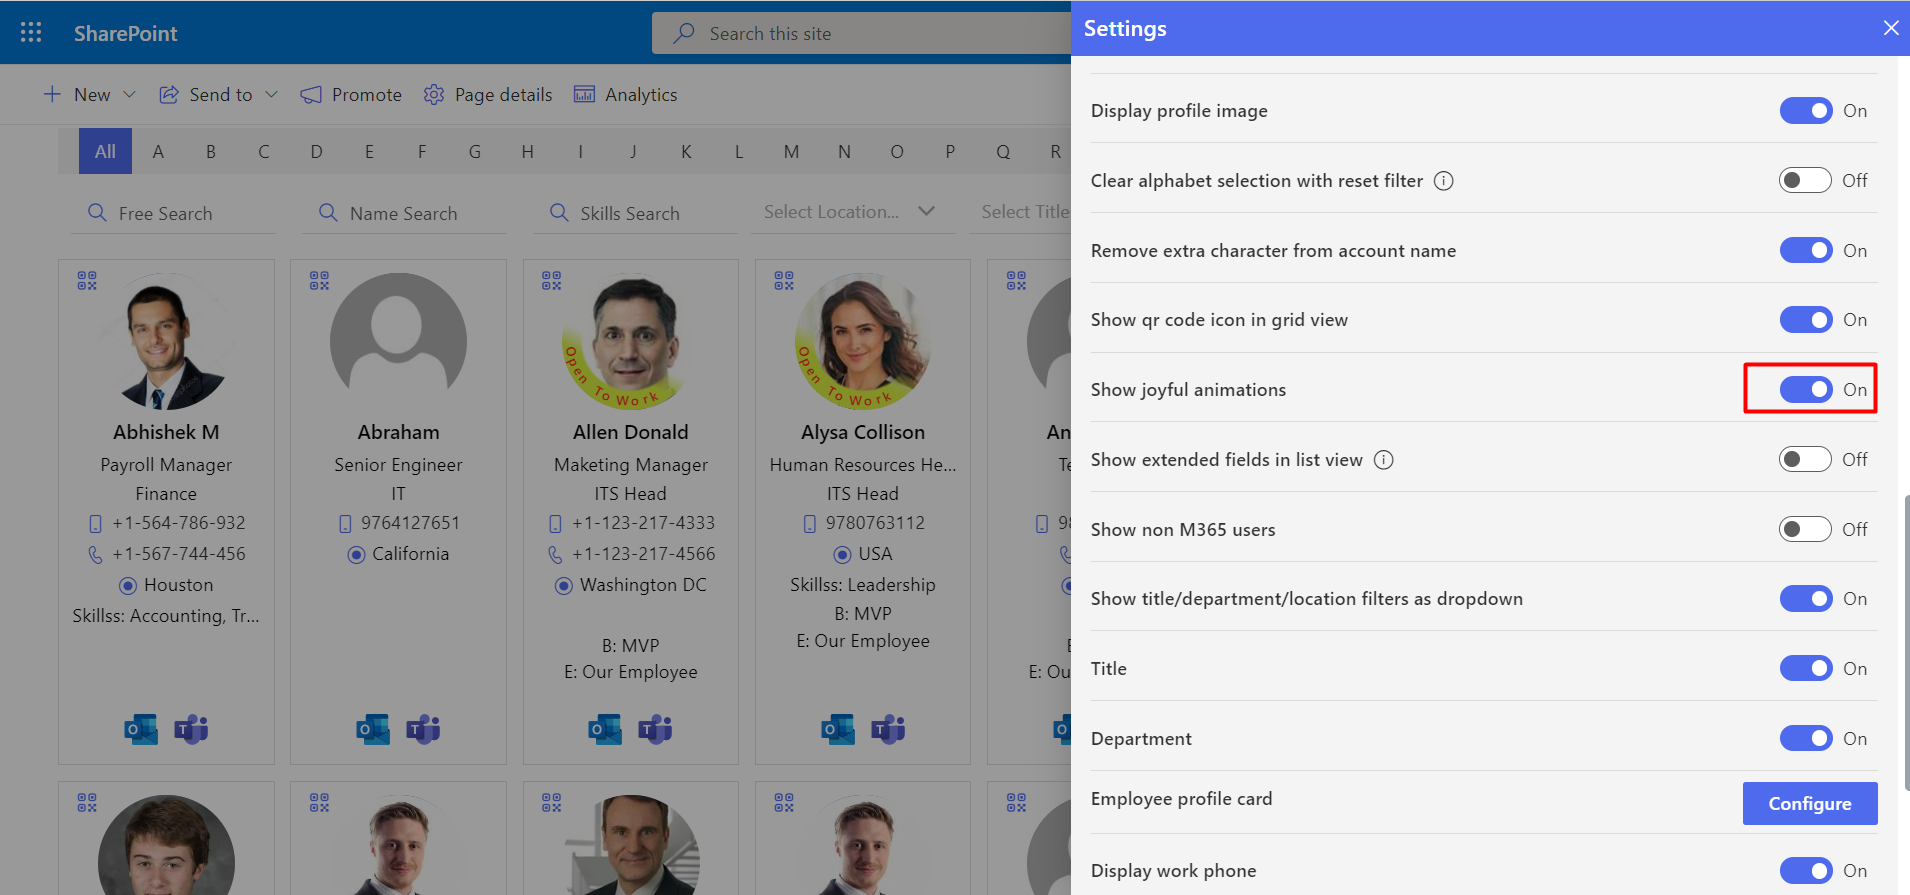 SharePoint
Search this site
New
Send to
Promote
Page details
Analytics
All A B C D E F G H I J K L M N O P Q R
Free Search
Name Search
Skills Search
Select Location...
Select Title
Open To Work
Open To Work
Abhishek M
Payroll Manager
Finance
+1-564-786-932
+1-567-744-456
Houston
Skillss: Accounting, Tr...
Abraham
Senior Engineer
IT
9764127651
California
Allen Donald
Maketing Manager
ITS Head
+1-123-217-4333
+1-123-217-4566
Washington DC
B: MVP
E: Our Employee
Alysa Collison
Human Resources He...
ITS Head
9780763112
USA
Skillss: Leadership
B: MVP
E: Our Employee
An
Te
98
E: Ou
Settings
Display profile image On
Clear alphabet selection with reset filter Off
Remove extra character from account name On
Show qr code icon in grid view On
Show joyful animations On
Show extended fields in list view Off
Show non M365 users Off
Show title/department/location filters as dropdown On
Title On
Department On
Employee profile card Configure
Display work phone On